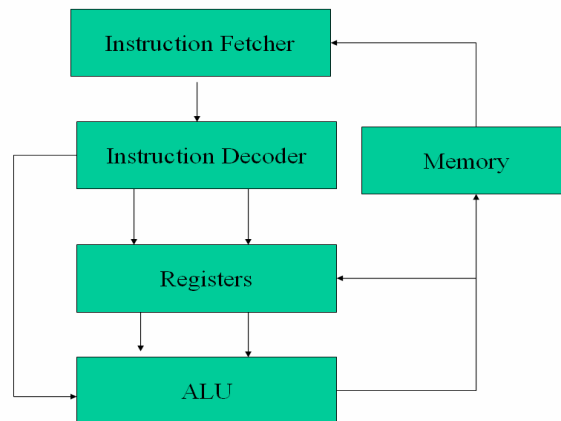 Instruction Fetcher
Instruction Decoder
Memory
Registers
ALU